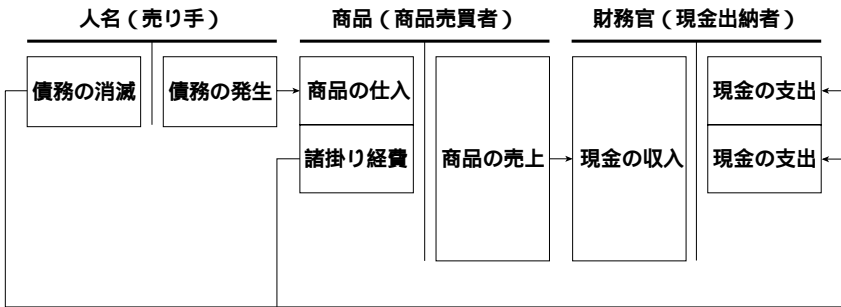 人名（売り手）
商品（商品売買者）
財務官（現金出納者）
債務の消滅
債務の発生
商品の仕入
現金の支出
諸掛り経費
商品の売上
現金の収入
現金の支出